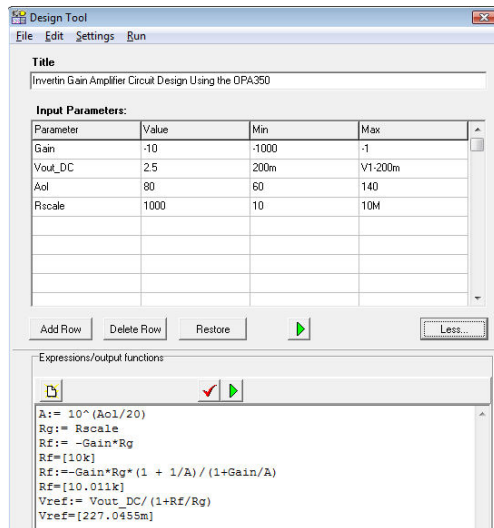 Design Tool
File Edit Settings Run
Title
Invertin Gain Amplifier Circuit Design Using the OPA350
Input Parameters:
Parameter Value Min Max
Gain -10 -1000 -1
Vout_DC 2.5 200m V1-200m
Aol 80 60 140
Rscale 1000 10 10M
Add Row Delete Row Restore Less...
Expressions/output functions
A:= 10^(Aol/20)
Rg:= Rscale
Rf:= -Gain*Rg
Rf=[10k]
Rf:=-Gain*Rg*(1 + 1/A)/(1+Gain/A)
Rf=[10.011k]
Vref:= Vout_DC/(1+Rf/Rg)
Vref=[227.0455m]